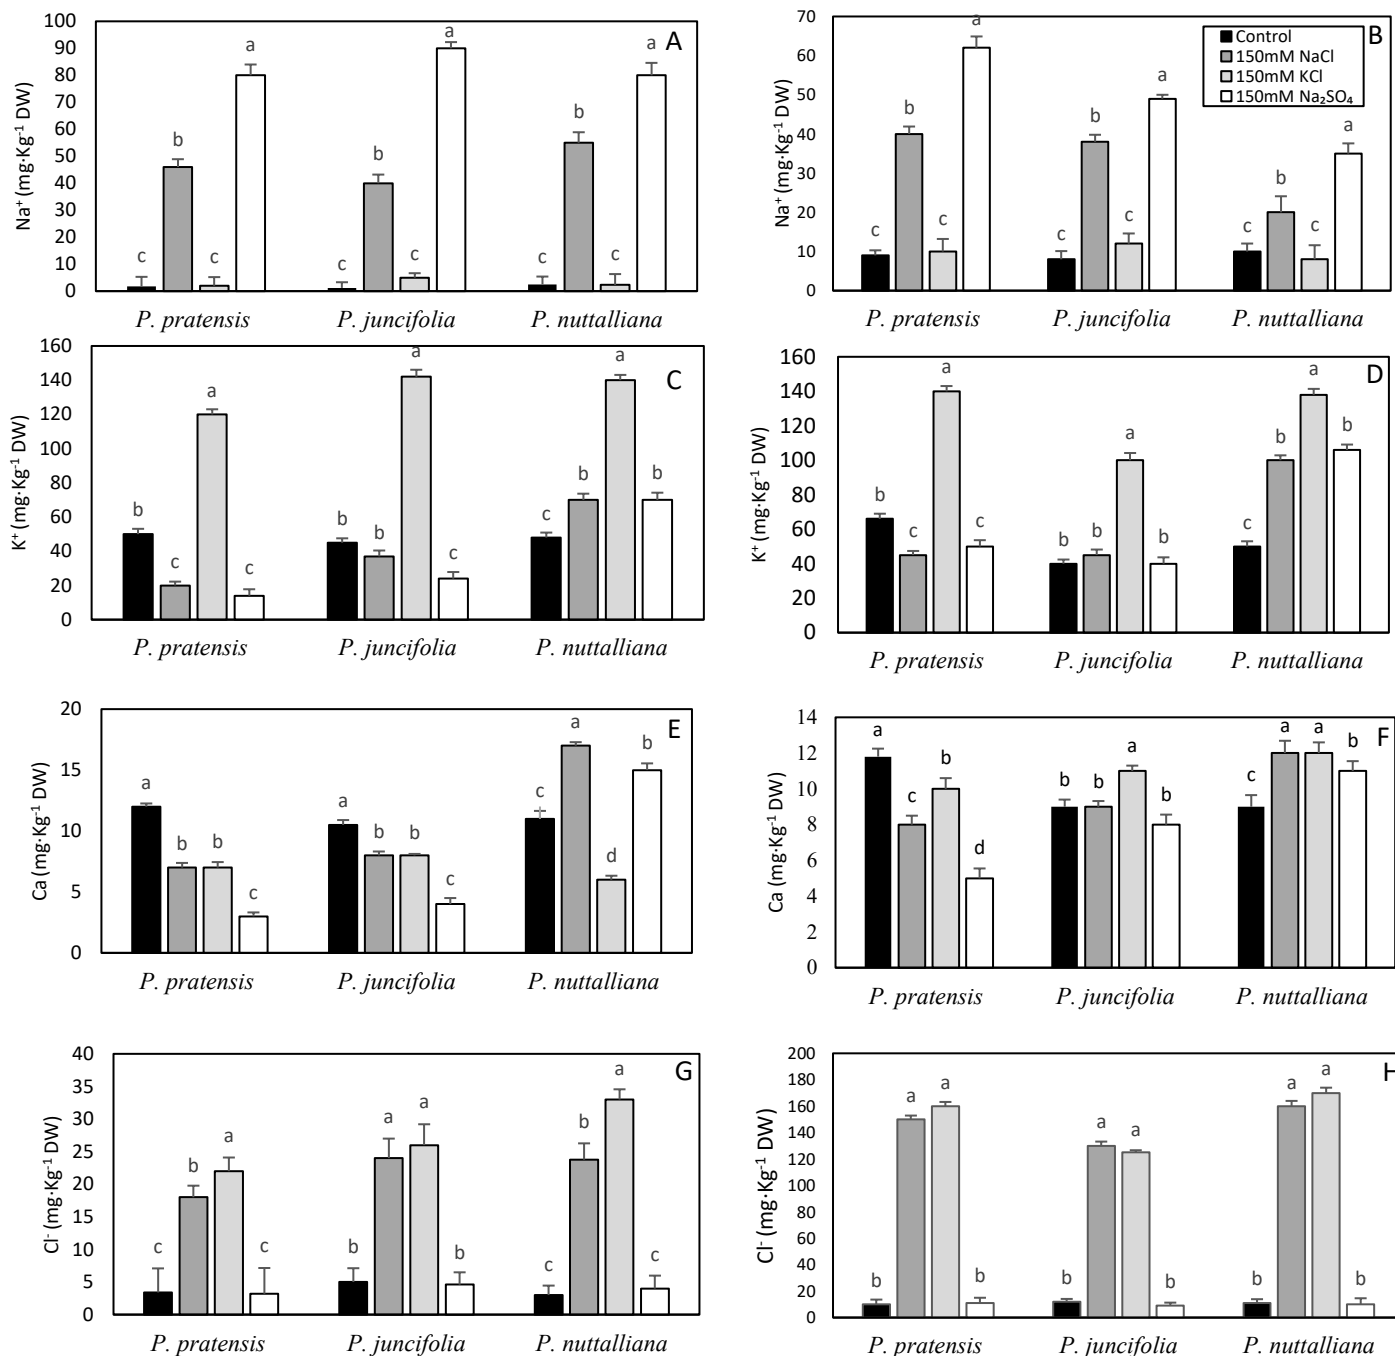 A
Na⁺ (mg·Kg⁻¹ DW)
100
90
80
70
60
50
40
30
20
10
0
c b c a
c b c a
c b c a
P. pratensis P. juncifolia P. nuttalliana
B
Control
150mM NaCl
150mM KCl
150mM Na₂SO₄
Na⁺ (mg·Kg⁻¹ DW)
70
60
50
40
30
20
10
0
c b c a
c b c a
c b c a
P. pratensis P. juncifolia P. nuttalliana
C
K⁺ (mg·Kg⁻¹ DW)
160
140
120
100
80
60
40
20
0
b c a c
b b a c
c b a b
P. pratensis P. juncifolia P. nuttalliana
D
K⁺ (mg·Kg⁻¹ DW)
160
140
120
100
80
60
40
20
0
b c a c
b b a b
c b a b
P. pratensis P. juncifolia P. nuttalliana
E
Ca (mg·Kg⁻¹ DW)
20
15
10
5
0
a b b c
a b b c
c a d b
P. pratensis P. juncifolia P. nuttalliana
F
Ca (mg·Kg⁻¹ DW)
14
12
10
8
6
4
2
0
a c b d
b b a b
c a a b
P. pratensis P. juncifolia P. nuttalliana
G
Cl⁻ (mg·Kg⁻¹ DW)
40
35
30
25
20
15
10
5
0
c b a c
b a a b
c b a c
P. pratensis P. juncifolia P. nuttalliana
H
Cl⁻ (mg·Kg⁻¹ DW)
200
180
160
140
120
100
80
60
40
20
0
b a a b
b a a b
b a a b
P. pratensis P. juncifolia P. nuttalliana